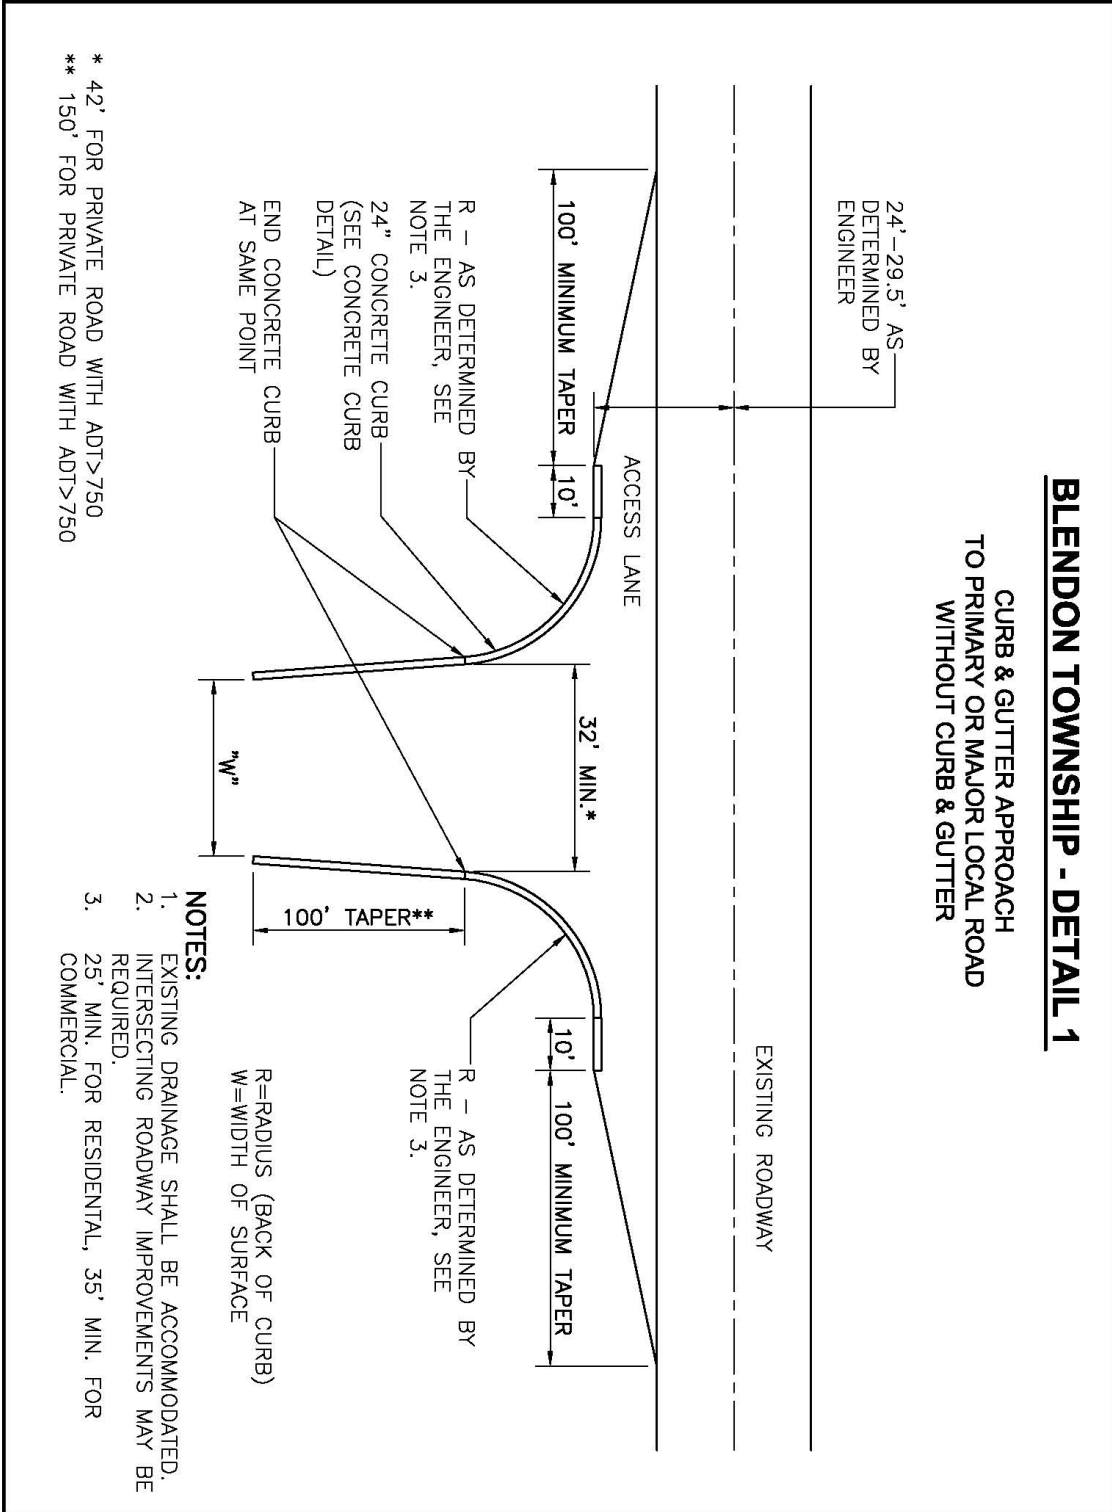 BLENDON TOWNSHIP - DETAIL 1
CURB & GUTTER APPROACH
TO PRIMARY OR MAJOR LOCAL ROAD
WITHOUT CURB & GUTTER
24'-29.5' AS
DETERMINED BY
ENGINEER
EXISTING ROADWAY
ACCESS LANE
100' MINIMUM TAPER
10'
32' MIN.*
10'
100' MINIMUM TAPER
R - AS DETERMINED BY
THE ENGINEER, SEE
NOTE 3.
24" CONCRETE CURB
(SEE CONCRETE CURB
DETAIL)
END CONCRETE CURB
AT SAME POINT
R - AS DETERMINED BY
THE ENGINEER, SEE
NOTE 3.
100' TAPER**
"W"
R=RADIUS (BACK OF CURB)
W=WIDTH OF SURFACE
NOTES:
1. EXISTING DRAINAGE SHALL BE ACCOMMODATED.
2. INTERSECTING ROADWAY IMPROVEMENTS MAY BE
REQUIRED.
3. 25' MIN. FOR RESIDENTAL, 35' MIN. FOR
COMMERCIAL.
* 42' FOR PRIVATE ROAD WITH ADT>750
** 150' FOR PRIVATE ROAD WITH ADT>750